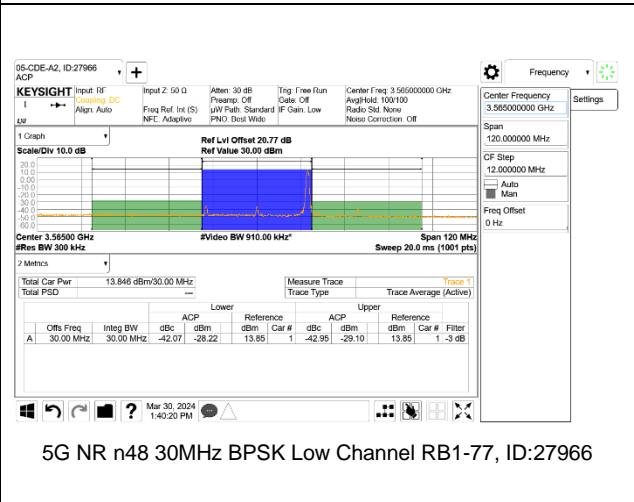 05-CDE-A2, ID:27966
ACP
Frequency
KEYSIGHT
Input: RF
Coupling: DC
Align: Auto
Input Z: 50 Ω
Freq Ref: Int (S)
NFE: Adaptive
Atten: 30 dB
Preamp: Off
µW Path: Standard
PNO: Best Wide
Trig: Free Run
Gate: Off
IF Gain: Low
Center Freq: 3.565000000 GHz
Avg|Hold: 100/100
Radio Std: None
Noise Correction: Off
Center Frequency
3.565000000 GHz
Settings
Span
120.000000 MHz
CF Step
12.000000 MHz
Auto
Man
Freq Offset
0 Hz
1 Graph
Scale/Div 10.0 dB
Ref Lvl Offset 20.77 dB
Ref Value 30.00 dBm
20.0
10.0
0.00
-10.0
-20.0
-30.0
-40.0
-50.0
-60.0
Center 3.56500 GHz
#Res BW 300 kHz
#Video BW 910.00 kHz*
Span 120 MHz
Sweep 20.0 ms (1001 pts)
2 Metrics
Total Car Pwr 13.846 dBm/30.00 MHz
Total PSD ---
Measure Trace Trace 1
Trace Type Trace Average (Active)
Lower Upper
ACP Reference ACP Reference
Offs Freq Integ BW dBc dBm dBm Car # dBc dBm dBm Car # Filter
A 30.00 MHz 30.00 MHz -42.07 -28.22 13.85 1 -42.95 -29.10 13.85 1 -3 dB
Mar 30, 2024
1:40:20 PM
5G NR n48 30MHz BPSK Low Channel RB1-77, ID:27966